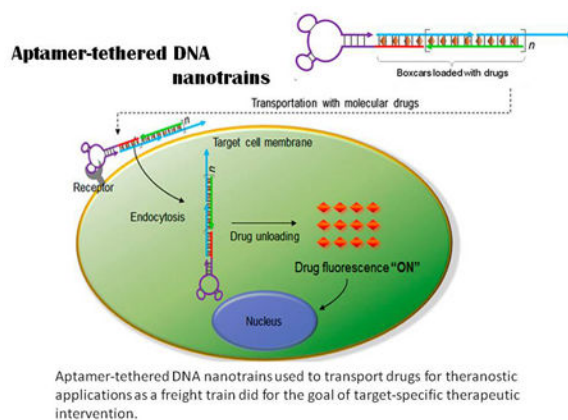 Aptamer-tethered DNA
nanotrains
n
Boxcars loaded with drugs
Transportation with molecular drugs
n
Target cell membrane
Receptor
n
Endocytosis
Drug unloading
Drug fluorescence "ON"
Nucleus
Aptamer-tethered DNA nanotrains used to transport drugs for theranostic
applications as a freight train did for the goal of target-specific therapeutic
intervention.